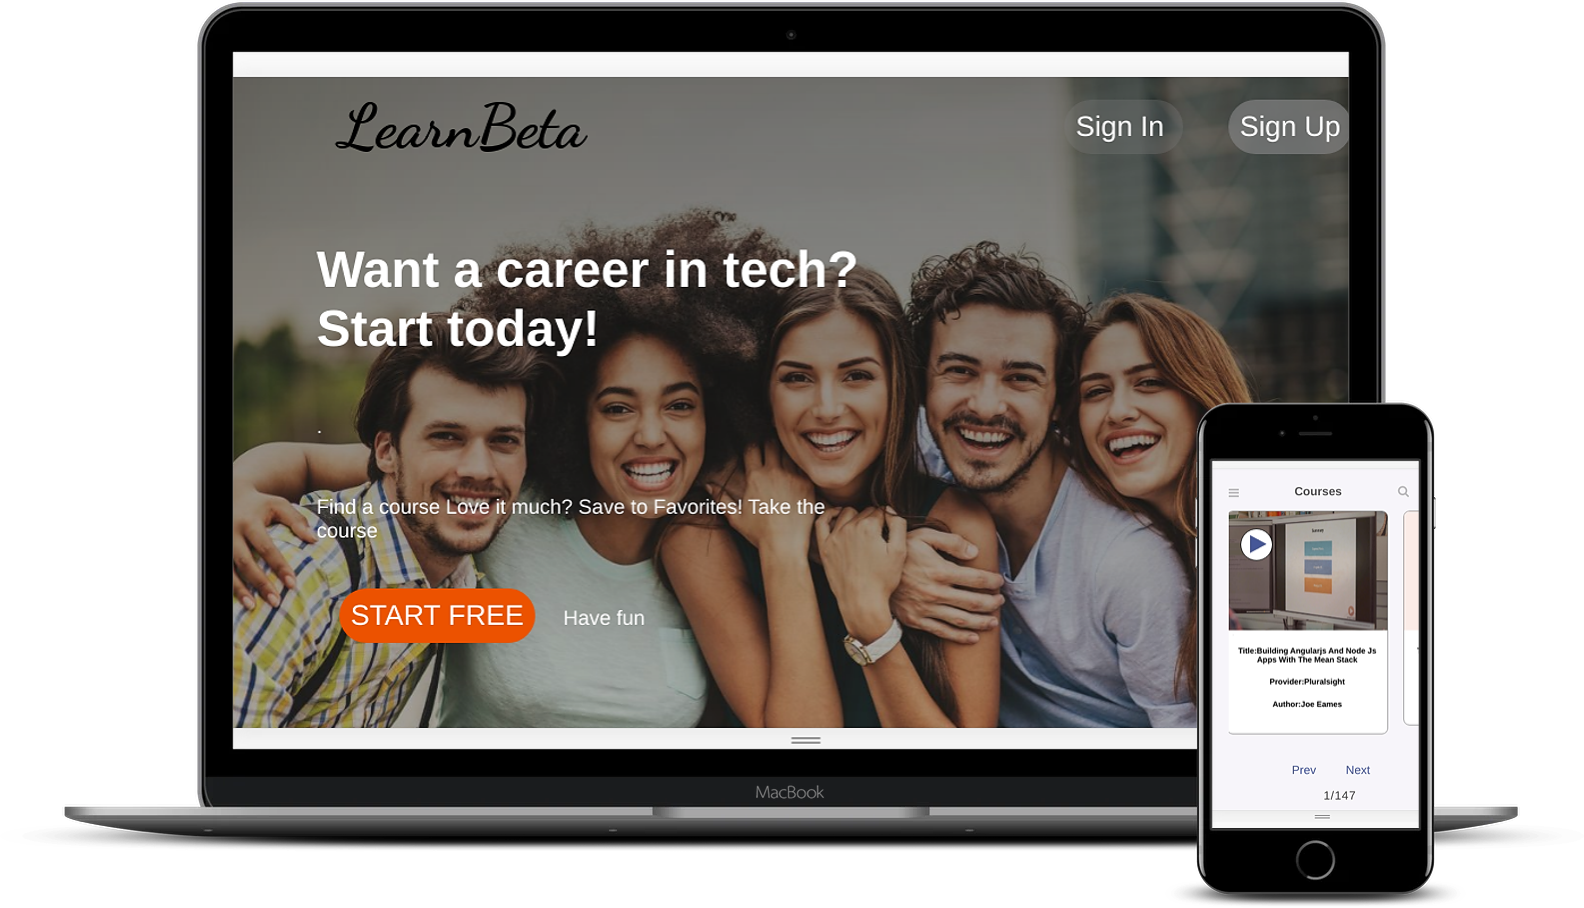 LearnBeta
Sign In
Sign Up
Want a career in tech?
Start today!
.
Find a course Love it much? Save to Favorites! Take the
course
START FREE
Have fun
MacBook
Courses
Title:Building Angularjs And Node Js
Apps With The Mean Stack
Provider:Pluralsight
Author:Joe Eames
Prev
Next
1/147